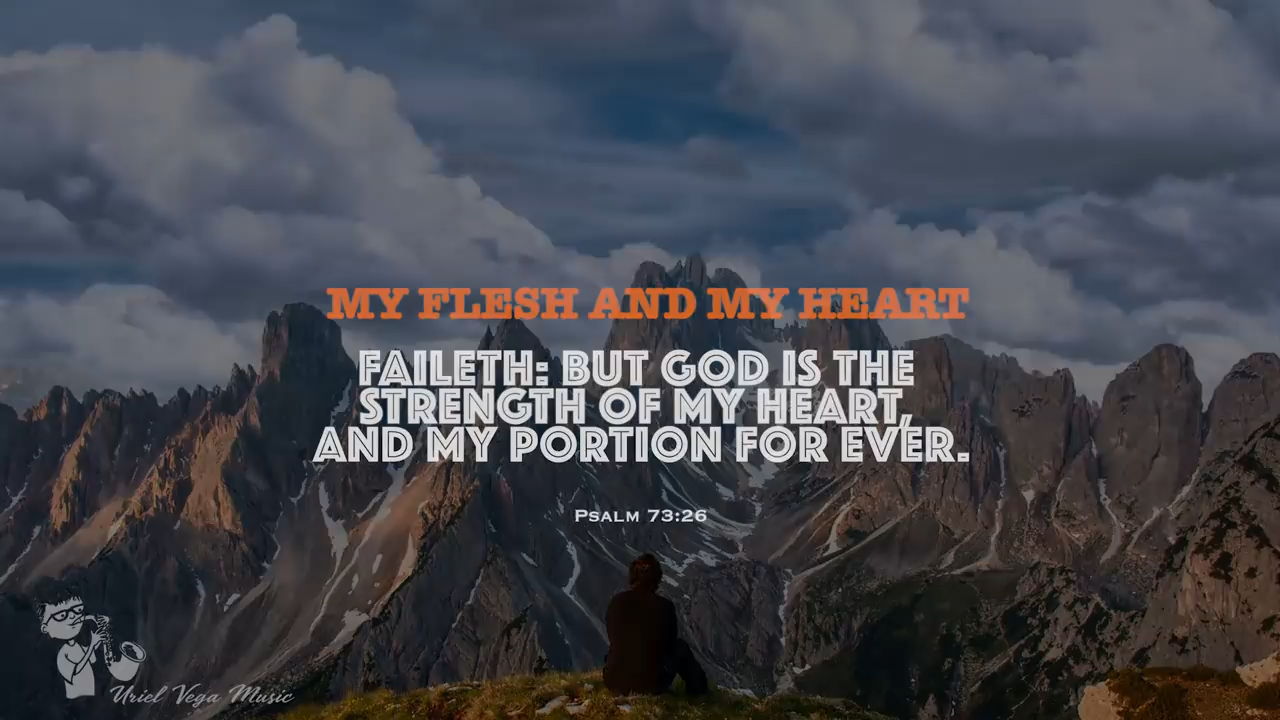 MY FLESH AND MY HEART
FAILETH: BUT GOD IS THE
STRENGTH OF MY HEART,
AND MY PORTION FOR EVER.
Psalm 73:26
Uriel Vega Music